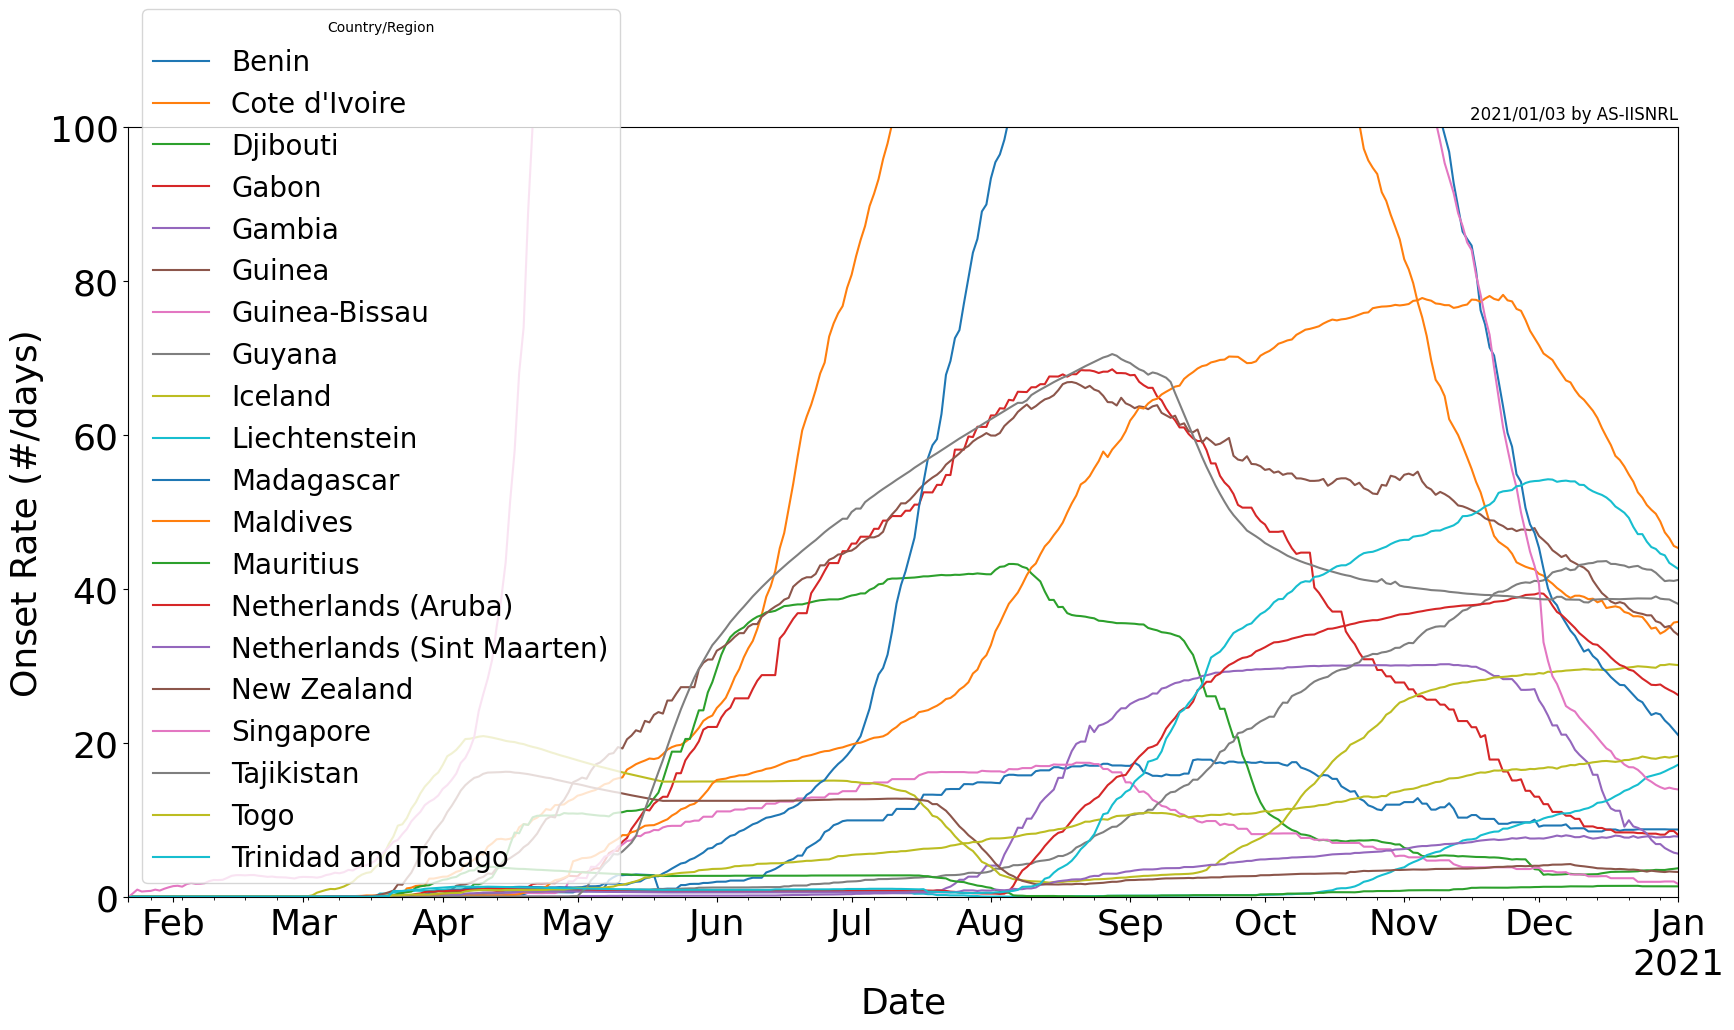 Country/Region
Benin
Cote d'Ivoire
Djibouti
Gabon
Gambia
Guinea
Guinea-Bissau
Guyana
Iceland
Liechtenstein
Madagascar
Maldives
Mauritius
Netherlands (Aruba)
Netherlands (Sint Maarten)
New Zealand
Singapore
Tajikistan
Togo
Trinidad and Tobago
2021/01/03 by AS-IISNRL
Onset Rate (#/days)
100
80
60
40
20
0
Feb Mar Apr May Jun Jul Aug Sep Oct Nov Dec Jan
2021
Date